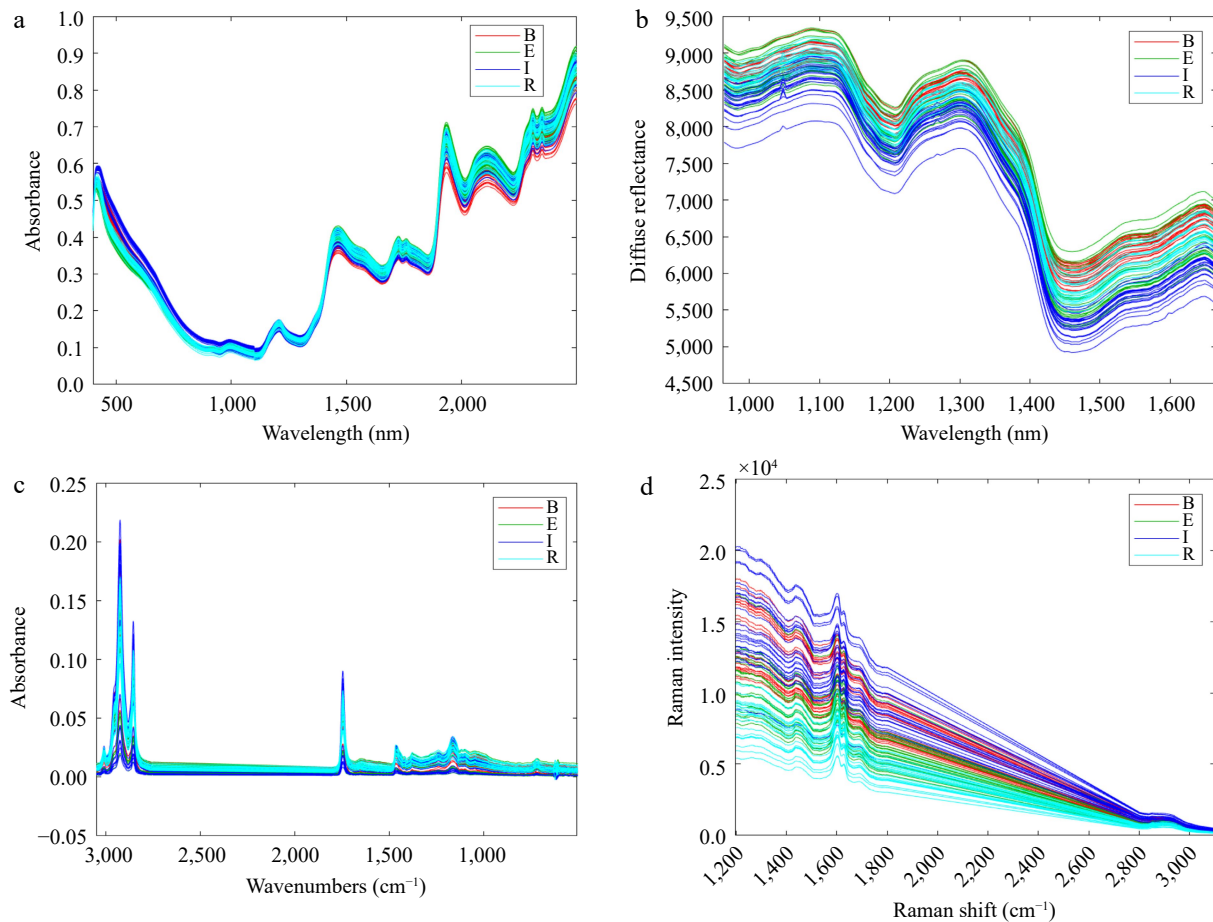 a
1.0
0.9
0.8
0.7
0.6
0.5
0.4
0.3
0.2
0.1
0.0
Absorbance
500
1,000
1,500
2,000
Wavelength (nm)
B
E
I
R
b
9,500
9,000
8,500
8,000
7,500
7,000
6,500
6,000
5,500
5,000
4,500
Diffuse reflectance
1,000
1,100
1,200
1,300
1,400
1,500
1,600
Wavelength (nm)
B
E
I
R
c
0.25
0.20
0.15
0.10
0.05
0.00
−0.05
Absorbance
3,000
2,500
2,000
1,500
1,000
Wavenumbers (cm⁻¹)
B
E
I
R
d
×10⁴
2.5
2.0
1.5
1.0
0.5
0.0
Raman intensity
1,200
1,400
1,600
1,800
2,000
2,200
2,400
2,600
2,800
3,000
Raman shift (cm⁻¹)
B
E
I
R